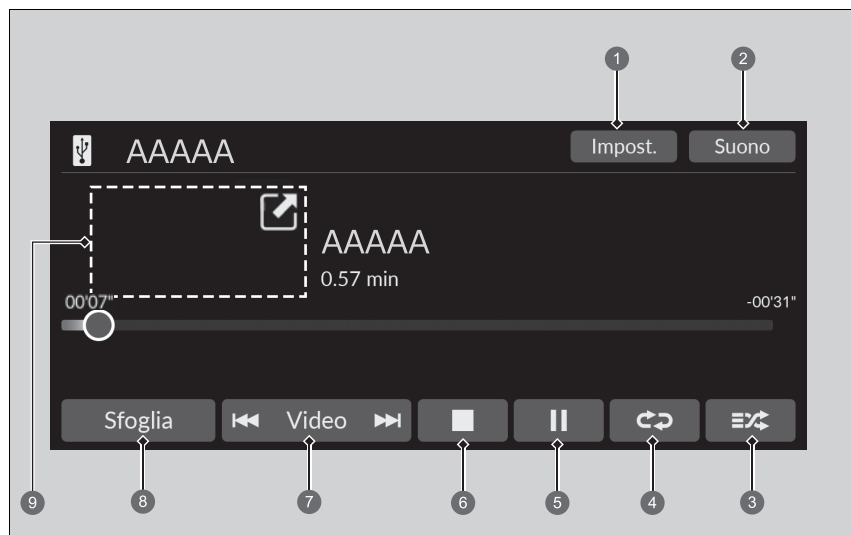 1 2
AAAAA Impost. Suono
AAAAA
0.57 min
00'07" -00'31"
Sfoglia Video
9 8 7 6 5 4 3